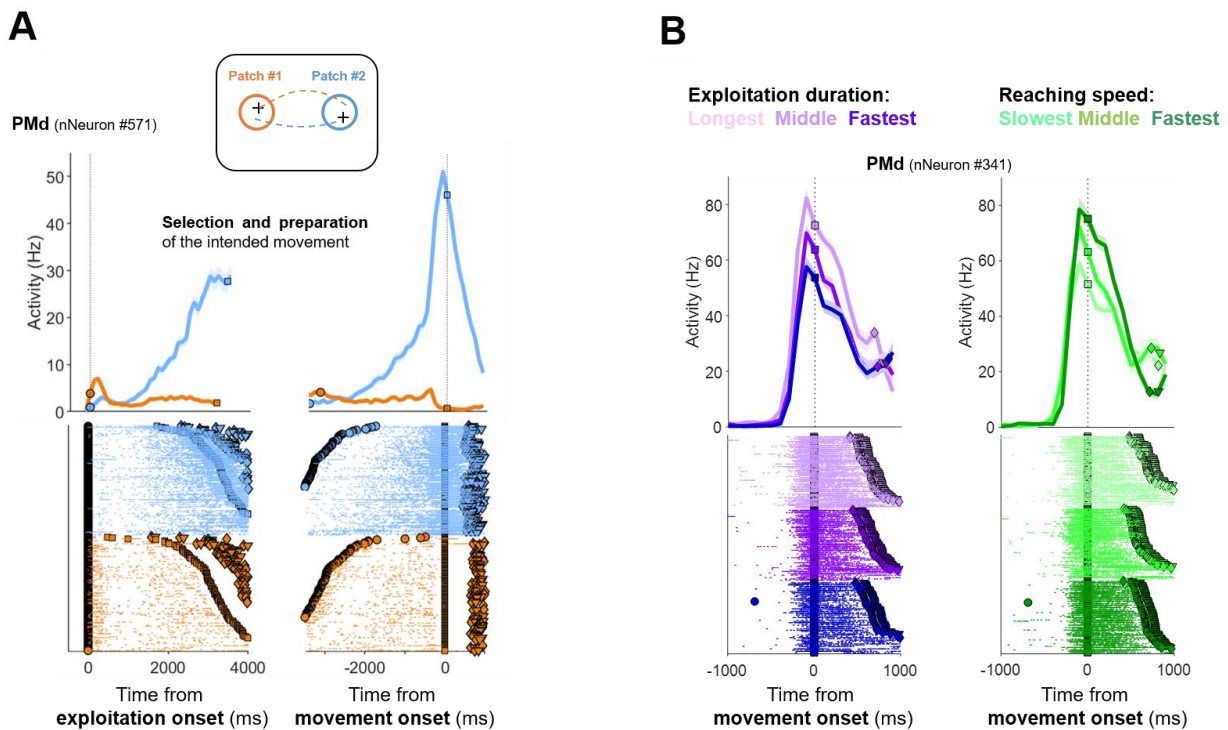 A
Patch #1 Patch #2
PMd (nNeuron #571)
Selection and preparation
of the intended movement
Activity (Hz)
50
40
30
20
10
0
0 2000 4000
-2000 0
Time from
exploitation onset (ms)
Time from
movement onset (ms)
B
Exploitation duration:
Longest Middle Fastest
Reaching speed:
Slowest Middle Fastest
PMd (nNeuron #341)
Activity (Hz)
80
60
40
20
0
Activity (Hz)
80
60
40
20
0
-1000 0 1000
-1000 0 1000
Time from
movement onset (ms)
Time from
movement onset (ms)